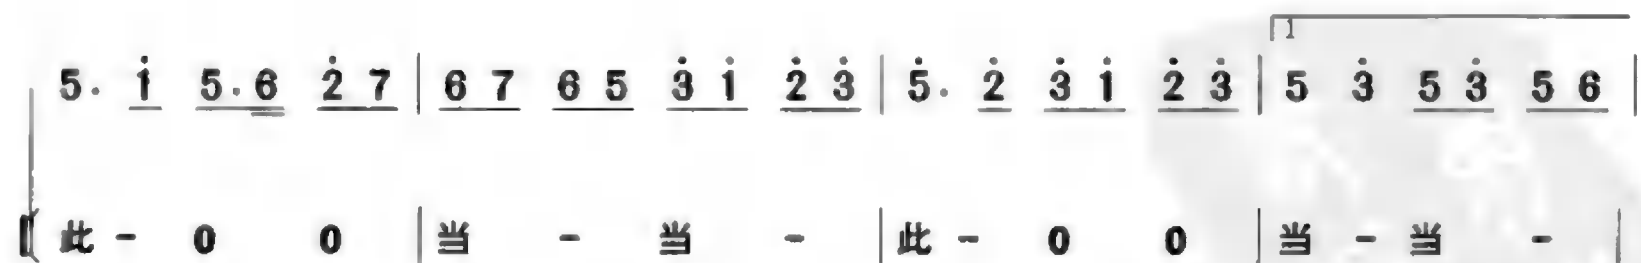 1
5. i̇ 5.6 2̇ 7 | 6 7 6 5 3̇ i̇ 2̇ 3̇ | 5̇. 2̇ 3̇ i̇ 2̇ 3̇ | 5 3̇ 5 3̇ 5 6 |
此 - 0 0 | 当 - 当 - | 此 - 0 0 | 当 - 当 - |